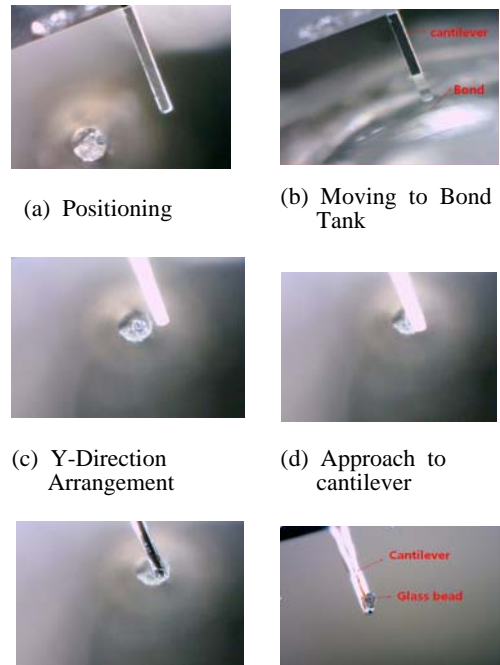 cantilever
Bond
(a) Positioning
(b) Moving to Bond
Tank
(c) Y-Direction
Arrangement
(d) Approach to
cantilever
Cantilever
Glass bead